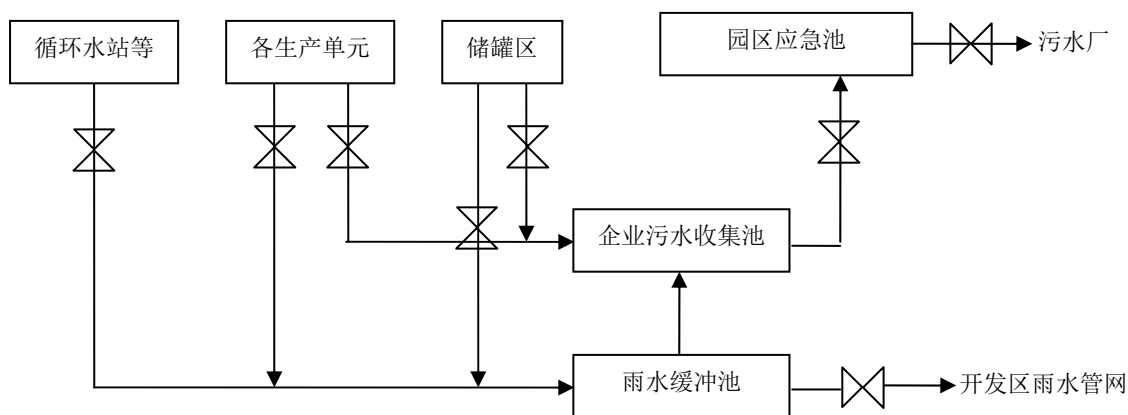 循环水站等
各生产单元
储罐区
园区应急池
污水厂
企业污水收集池
雨水缓冲池
开发区雨水管网